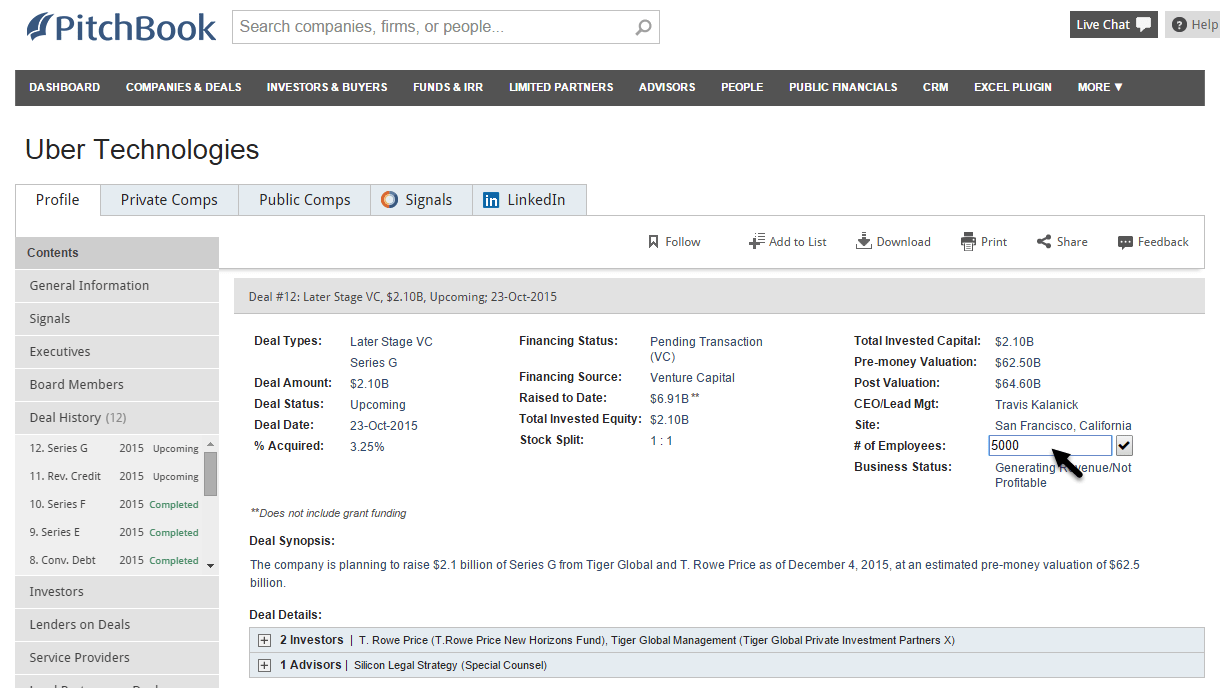 PitchBook
Search companies, firms, or people...
Live Chat
? Help
DASHBOARD COMPANIES & DEALS INVESTORS & BUYERS FUNDS & IRR LIMITED PARTNERS ADVISORS PEOPLE PUBLIC FINANCIALS CRM EXCEL PLUGIN MORE ▼
Uber Technologies
Profile Private Comps Public Comps Signals in LinkedIn
Follow Add to List Download Print Share Feedback
Contents
General Information
Signals
Executives
Board Members
Deal History (12)
12. Series G 2015 Upcoming
11. Rev. Credit 2015 Upcoming
10. Series F 2015 Completed
9. Series E 2015 Completed
8. Conv. Debt 2015 Completed
Investors
Lenders on Deals
Service Providers
Deal #12: Later Stage VC, $2.10B, Upcoming; 23-Oct-2015
Deal Types: Later Stage VC
Series G
Deal Amount: $2.10B
Deal Status: Upcoming
Deal Date: 23-Oct-2015
% Acquired: 3.25%
Financing Status: Pending Transaction
(VC)
Financing Source: Venture Capital
Raised to Date: $6.91B**
Total Invested Equity: $2.10B
Stock Split: 1 : 1
Total Invested Capital: $2.10B
Pre-money Valuation: $62.50B
Post Valuation: $64.60B
CEO/Lead Mgt: Travis Kalanick
Site: San Francisco, California
# of Employees: 5000
Business Status: Generating Revenue/Not
Profitable
**Does not include grant funding
Deal Synopsis:
The company is planning to raise $2.1 billion of Series G from Tiger Global and T. Rowe Price as of December 4, 2015, at an estimated pre-money valuation of $62.5
billion.
Deal Details:
2 Investors | T. Rowe Price (T.Rowe Price New Horizons Fund), Tiger Global Management (Tiger Global Private Investment Partners X)
1 Advisors | Silicon Legal Strategy (Special Counsel)